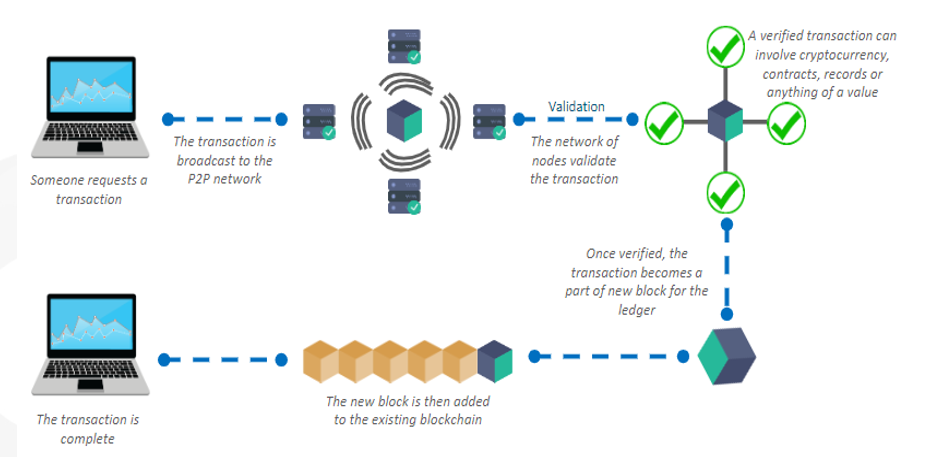 Someone requests a
transaction
The transaction is
broadcast to the
P2P network
Validation
The network of
nodes validate
the transaction
A verified transaction can
involve cryptocurrency,
contracts, records or
anything of a value
Once verified, the
transaction becomes a
part of new block for the
ledger
The new block is then added
to the existing blockchain
The transaction is
complete